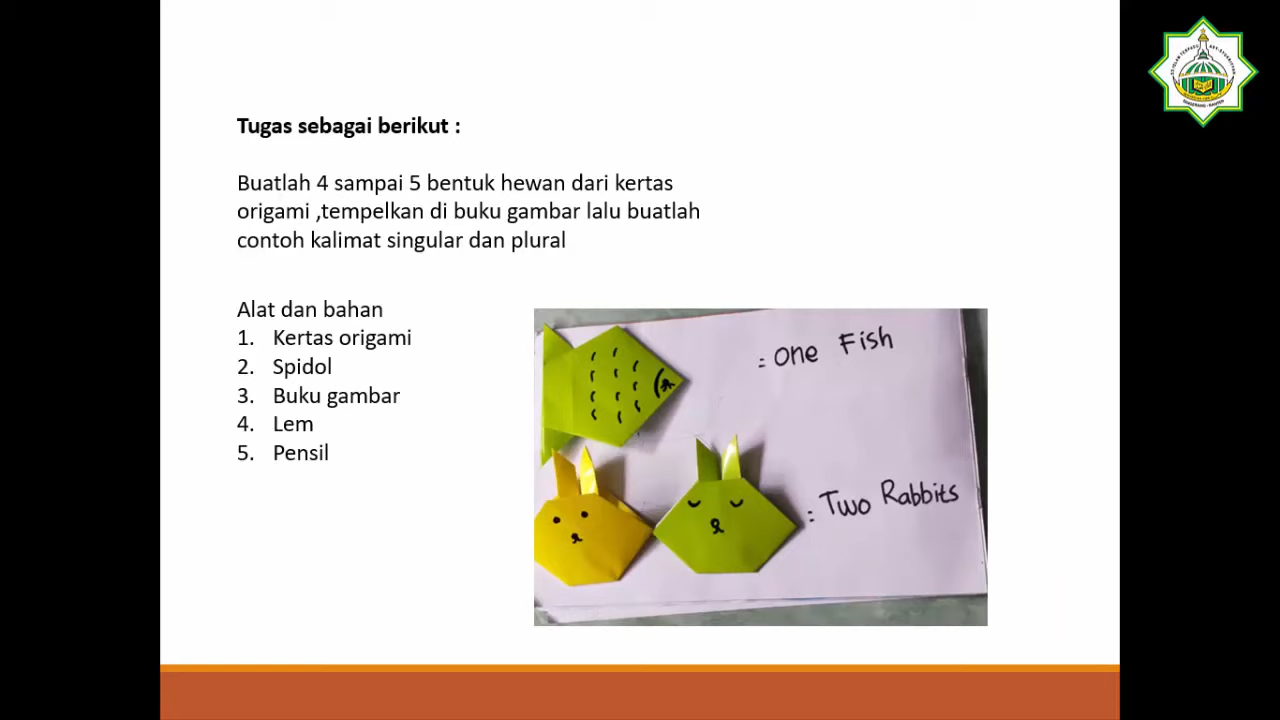 Tugas sebagai berikut :
Buatlah 4 sampai 5 bentuk hewan dari kertas
origami ,tempelkan di buku gambar lalu buatlah
contoh kalimat singular dan plural
Alat dan bahan
1. Kertas origami
2. Spidol
3. Buku gambar
4. Lem
5. Pensil
= One Fish
= Two Rabbits